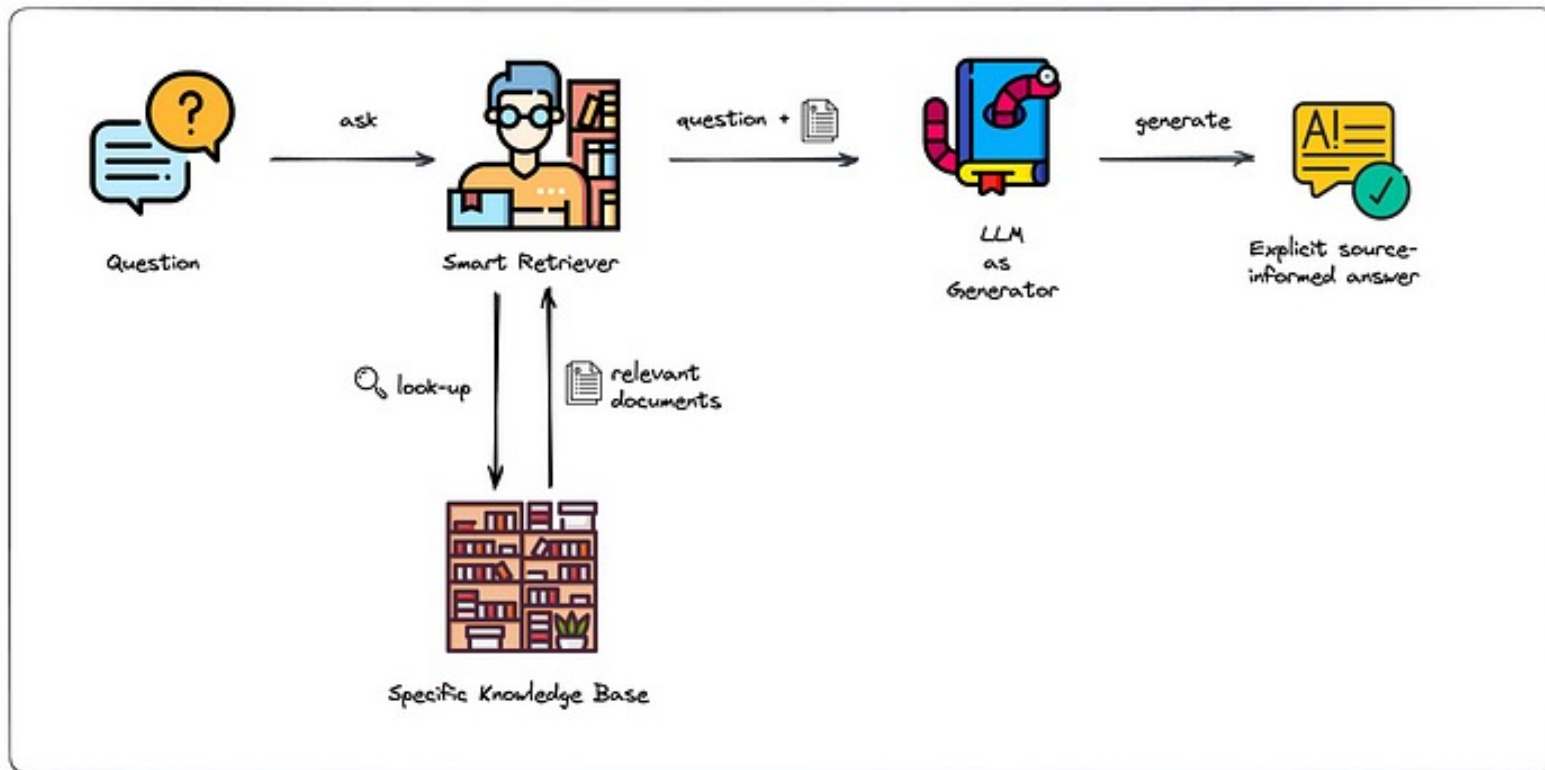 ?
ask
question +
generate
A!
Question
Smart Retriever
LLM
as
Generator
Explicit source-
informed answer
look-up
relevant
documents
Specific Knowledge Base